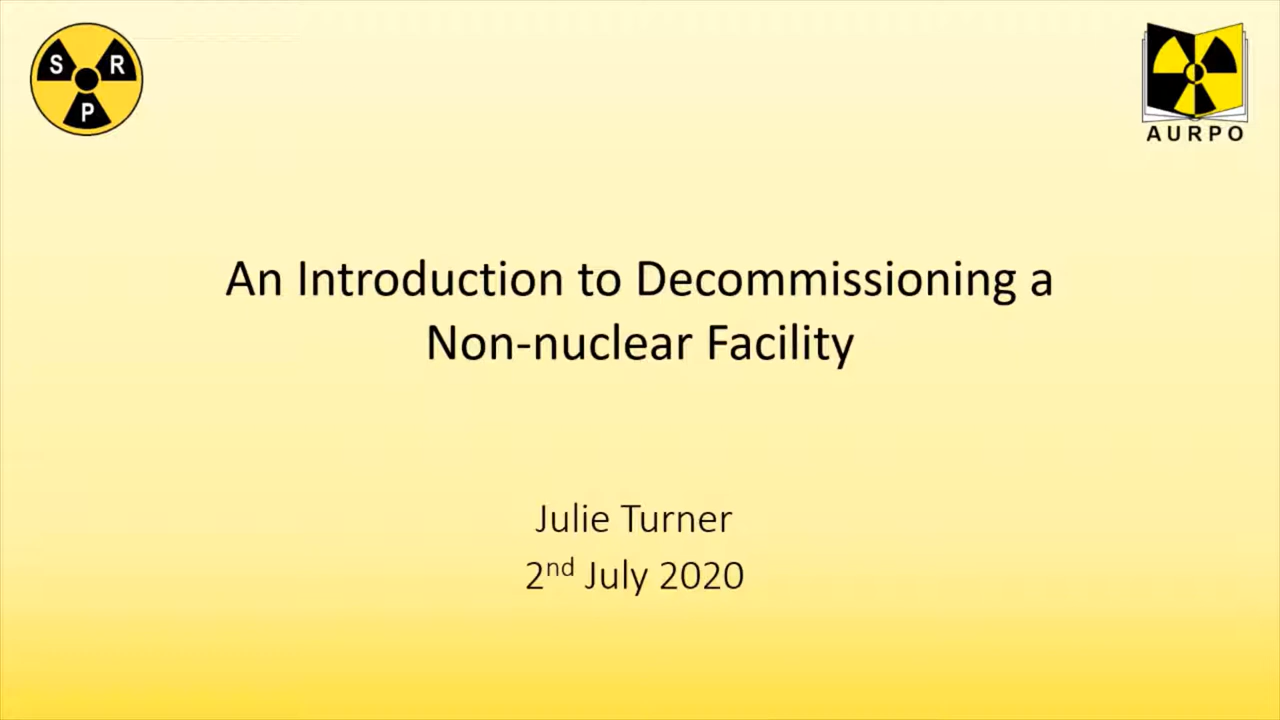 S R
P
AURPO
An Introduction to Decommissioning a
Non-nuclear Facility
Julie Turner
2nd July 2020